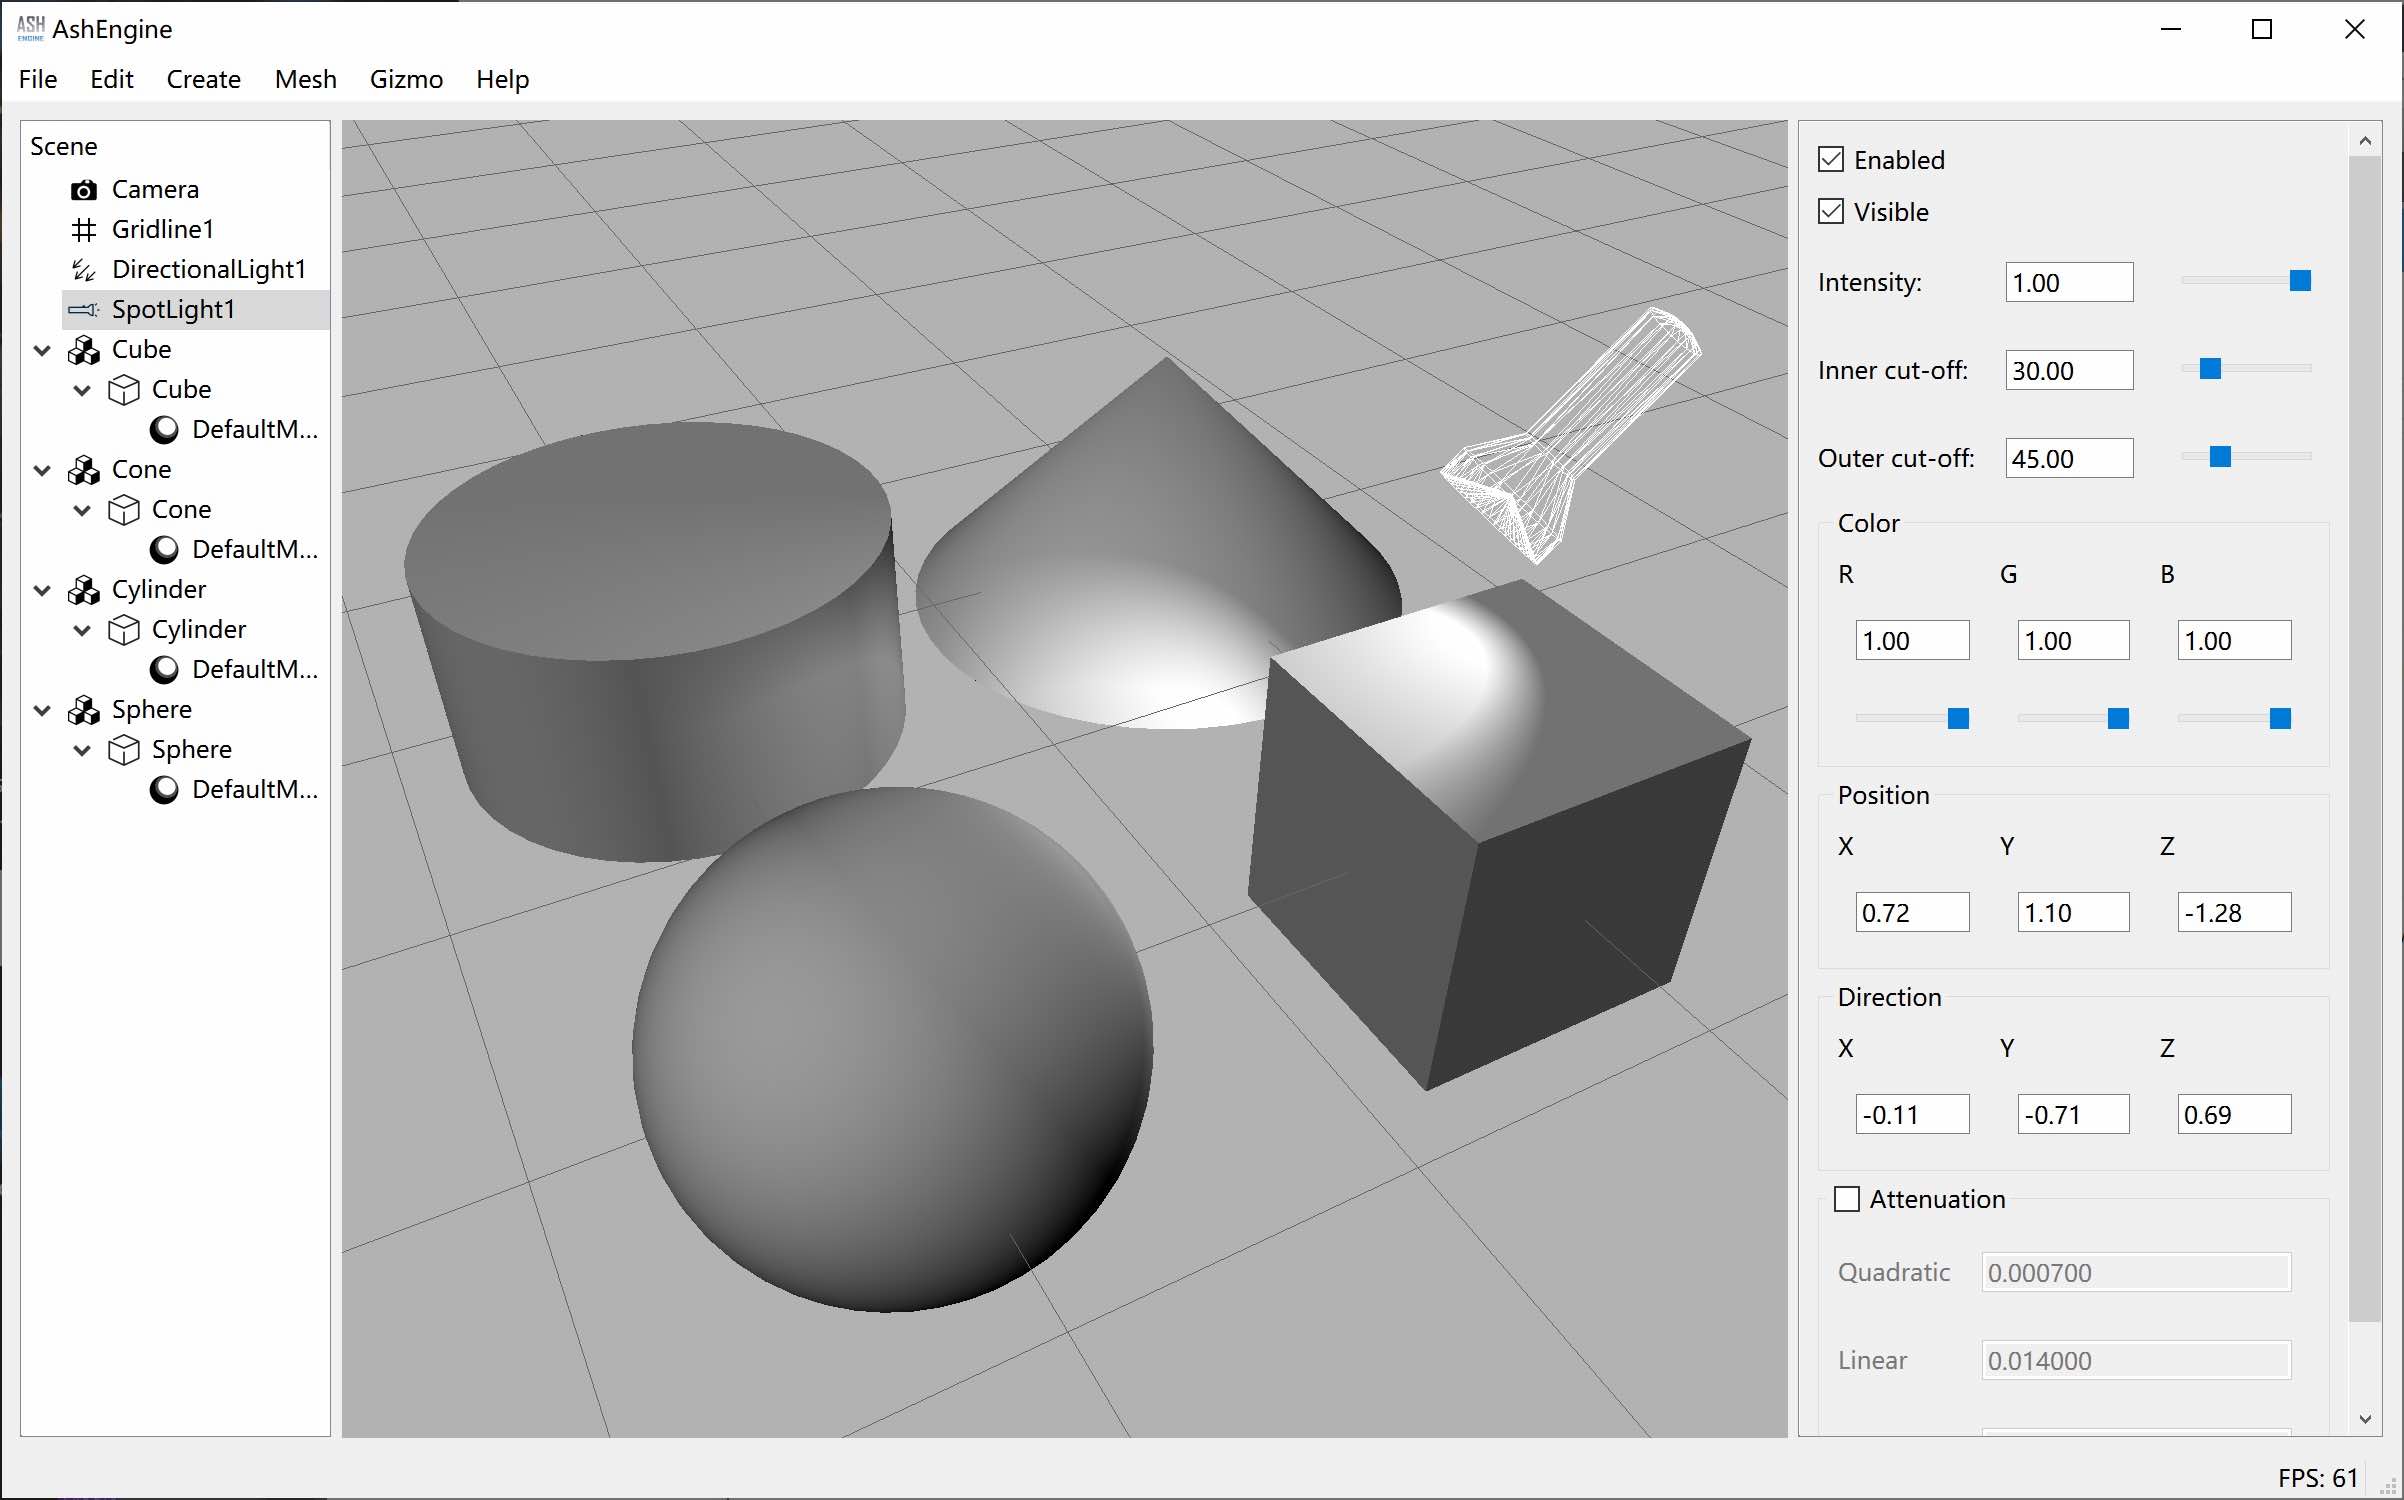 ASH
ENGINE
AshEngine
File Edit Create Mesh Gizmo Help
Scene
Camera
Gridline1
DirectionalLight1
SpotLight1
Cube
Cube
DefaultM...
Cone
Cone
DefaultM...
Cylinder
Cylinder
DefaultM...
Sphere
Sphere
DefaultM...
Enabled
Visible
Intensity: 1.00
Inner cut-off: 30.00
Outer cut-off: 45.00
Color
R G B
1.00 1.00 1.00
Position
X Y Z
0.72 1.10 -1.28
Direction
X Y Z
-0.11 -0.71 0.69
Attenuation
Quadratic 0.000700
Linear 0.014000
FPS: 61